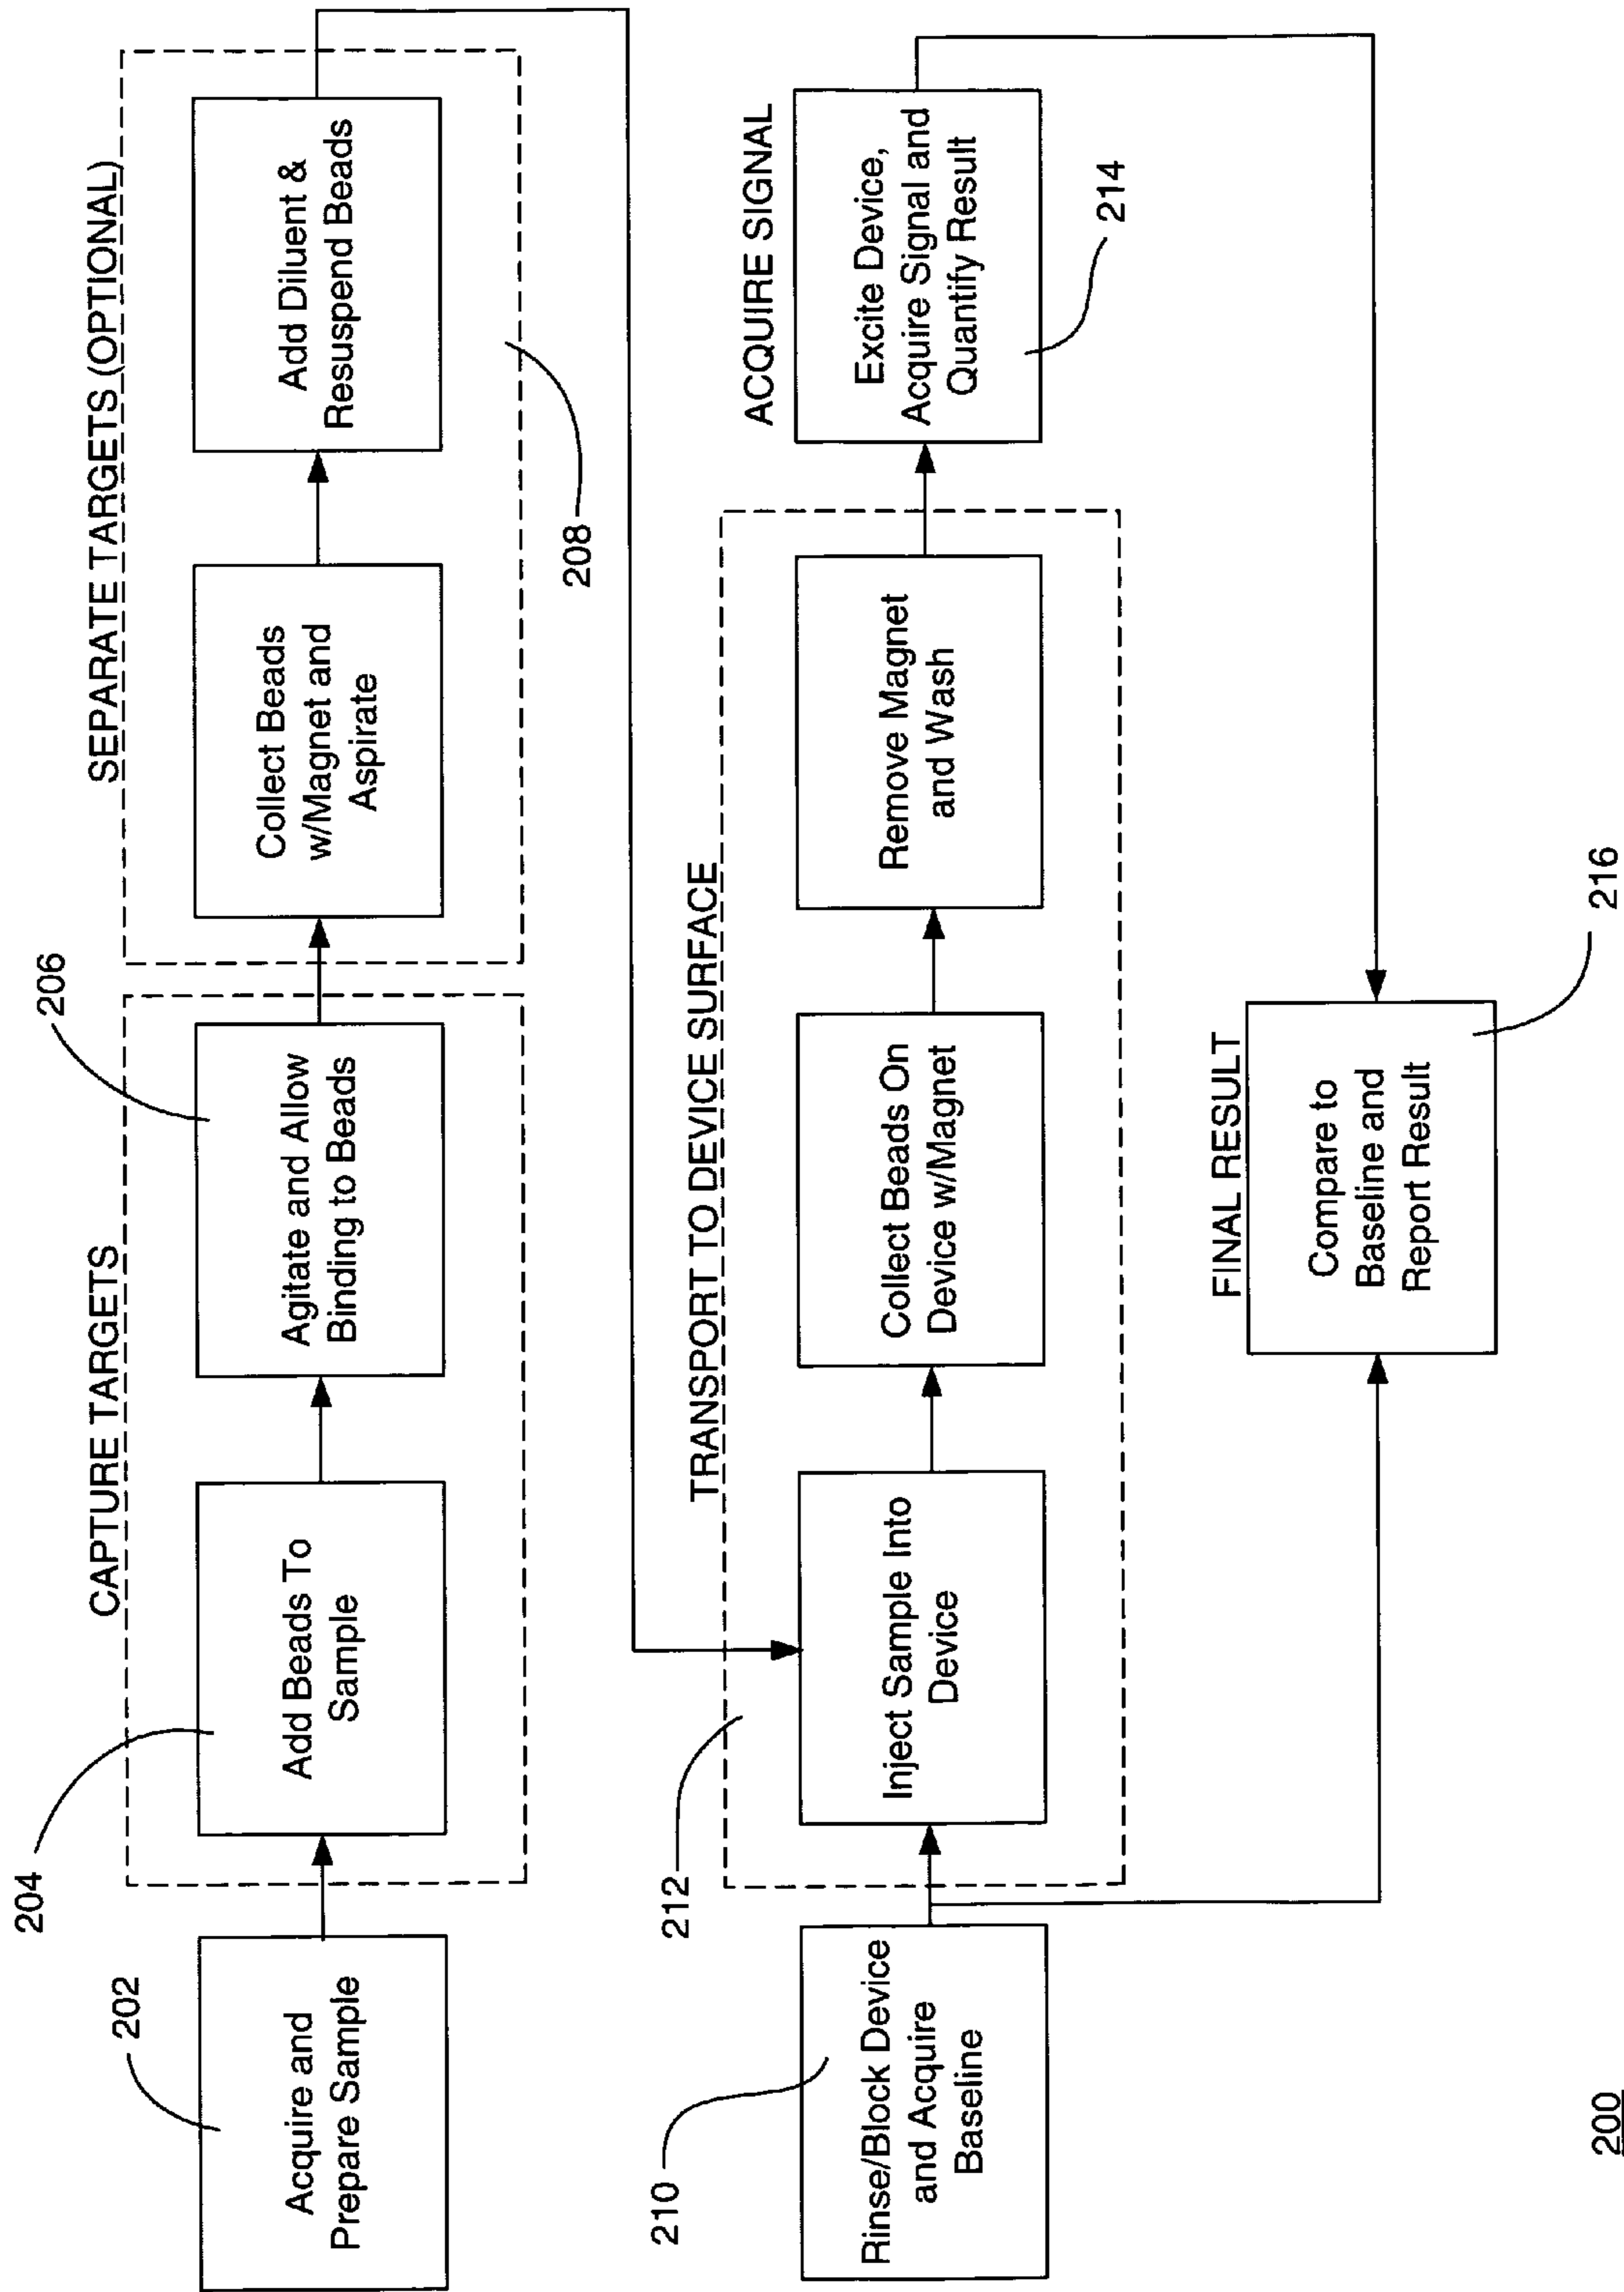 CAPTURE TARGETS
SEPARATE TARGETS (OPTIONAL)
202
Acquire and
Prepare Sample
204
Add Beads To
Sample
206
Agitate and Allow
Binding to Beads
Collect Beads
w/Magnet and
Aspirate
Add Diluent &
Resuspend Beads
208
TRANSPORT TO DEVICE SURFACE
ACQUIRE SIGNAL
210
Rinse/Block Device
and Acquire
Baseline
212
Inject Sample Into
Device
Collect Beads On
Device w/Magnet
Remove Magnet
and Wash
Excite Device,
Acquire Signal and
Quantify Result
214
FINAL RESULT
Compare to
Baseline and
Report Result
216
200